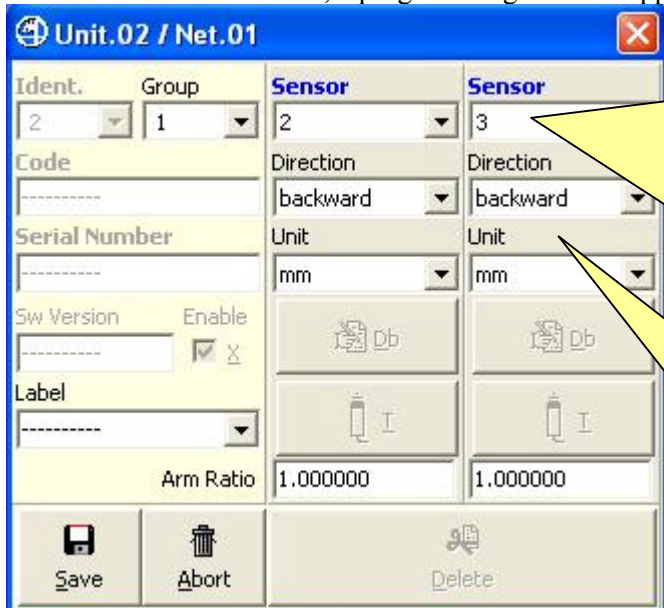 Unit.02 / Net.01
Ident. Group Sensor Sensor
2 1 2 3
Code Direction Direction
---------- backward backward
Serial Number Unit Unit
---------- mm mm
Sw Version Enable Db Db
---------- X
Label I I
----------
Arm Ratio 1.000000 1.000000
Save Abort Delete